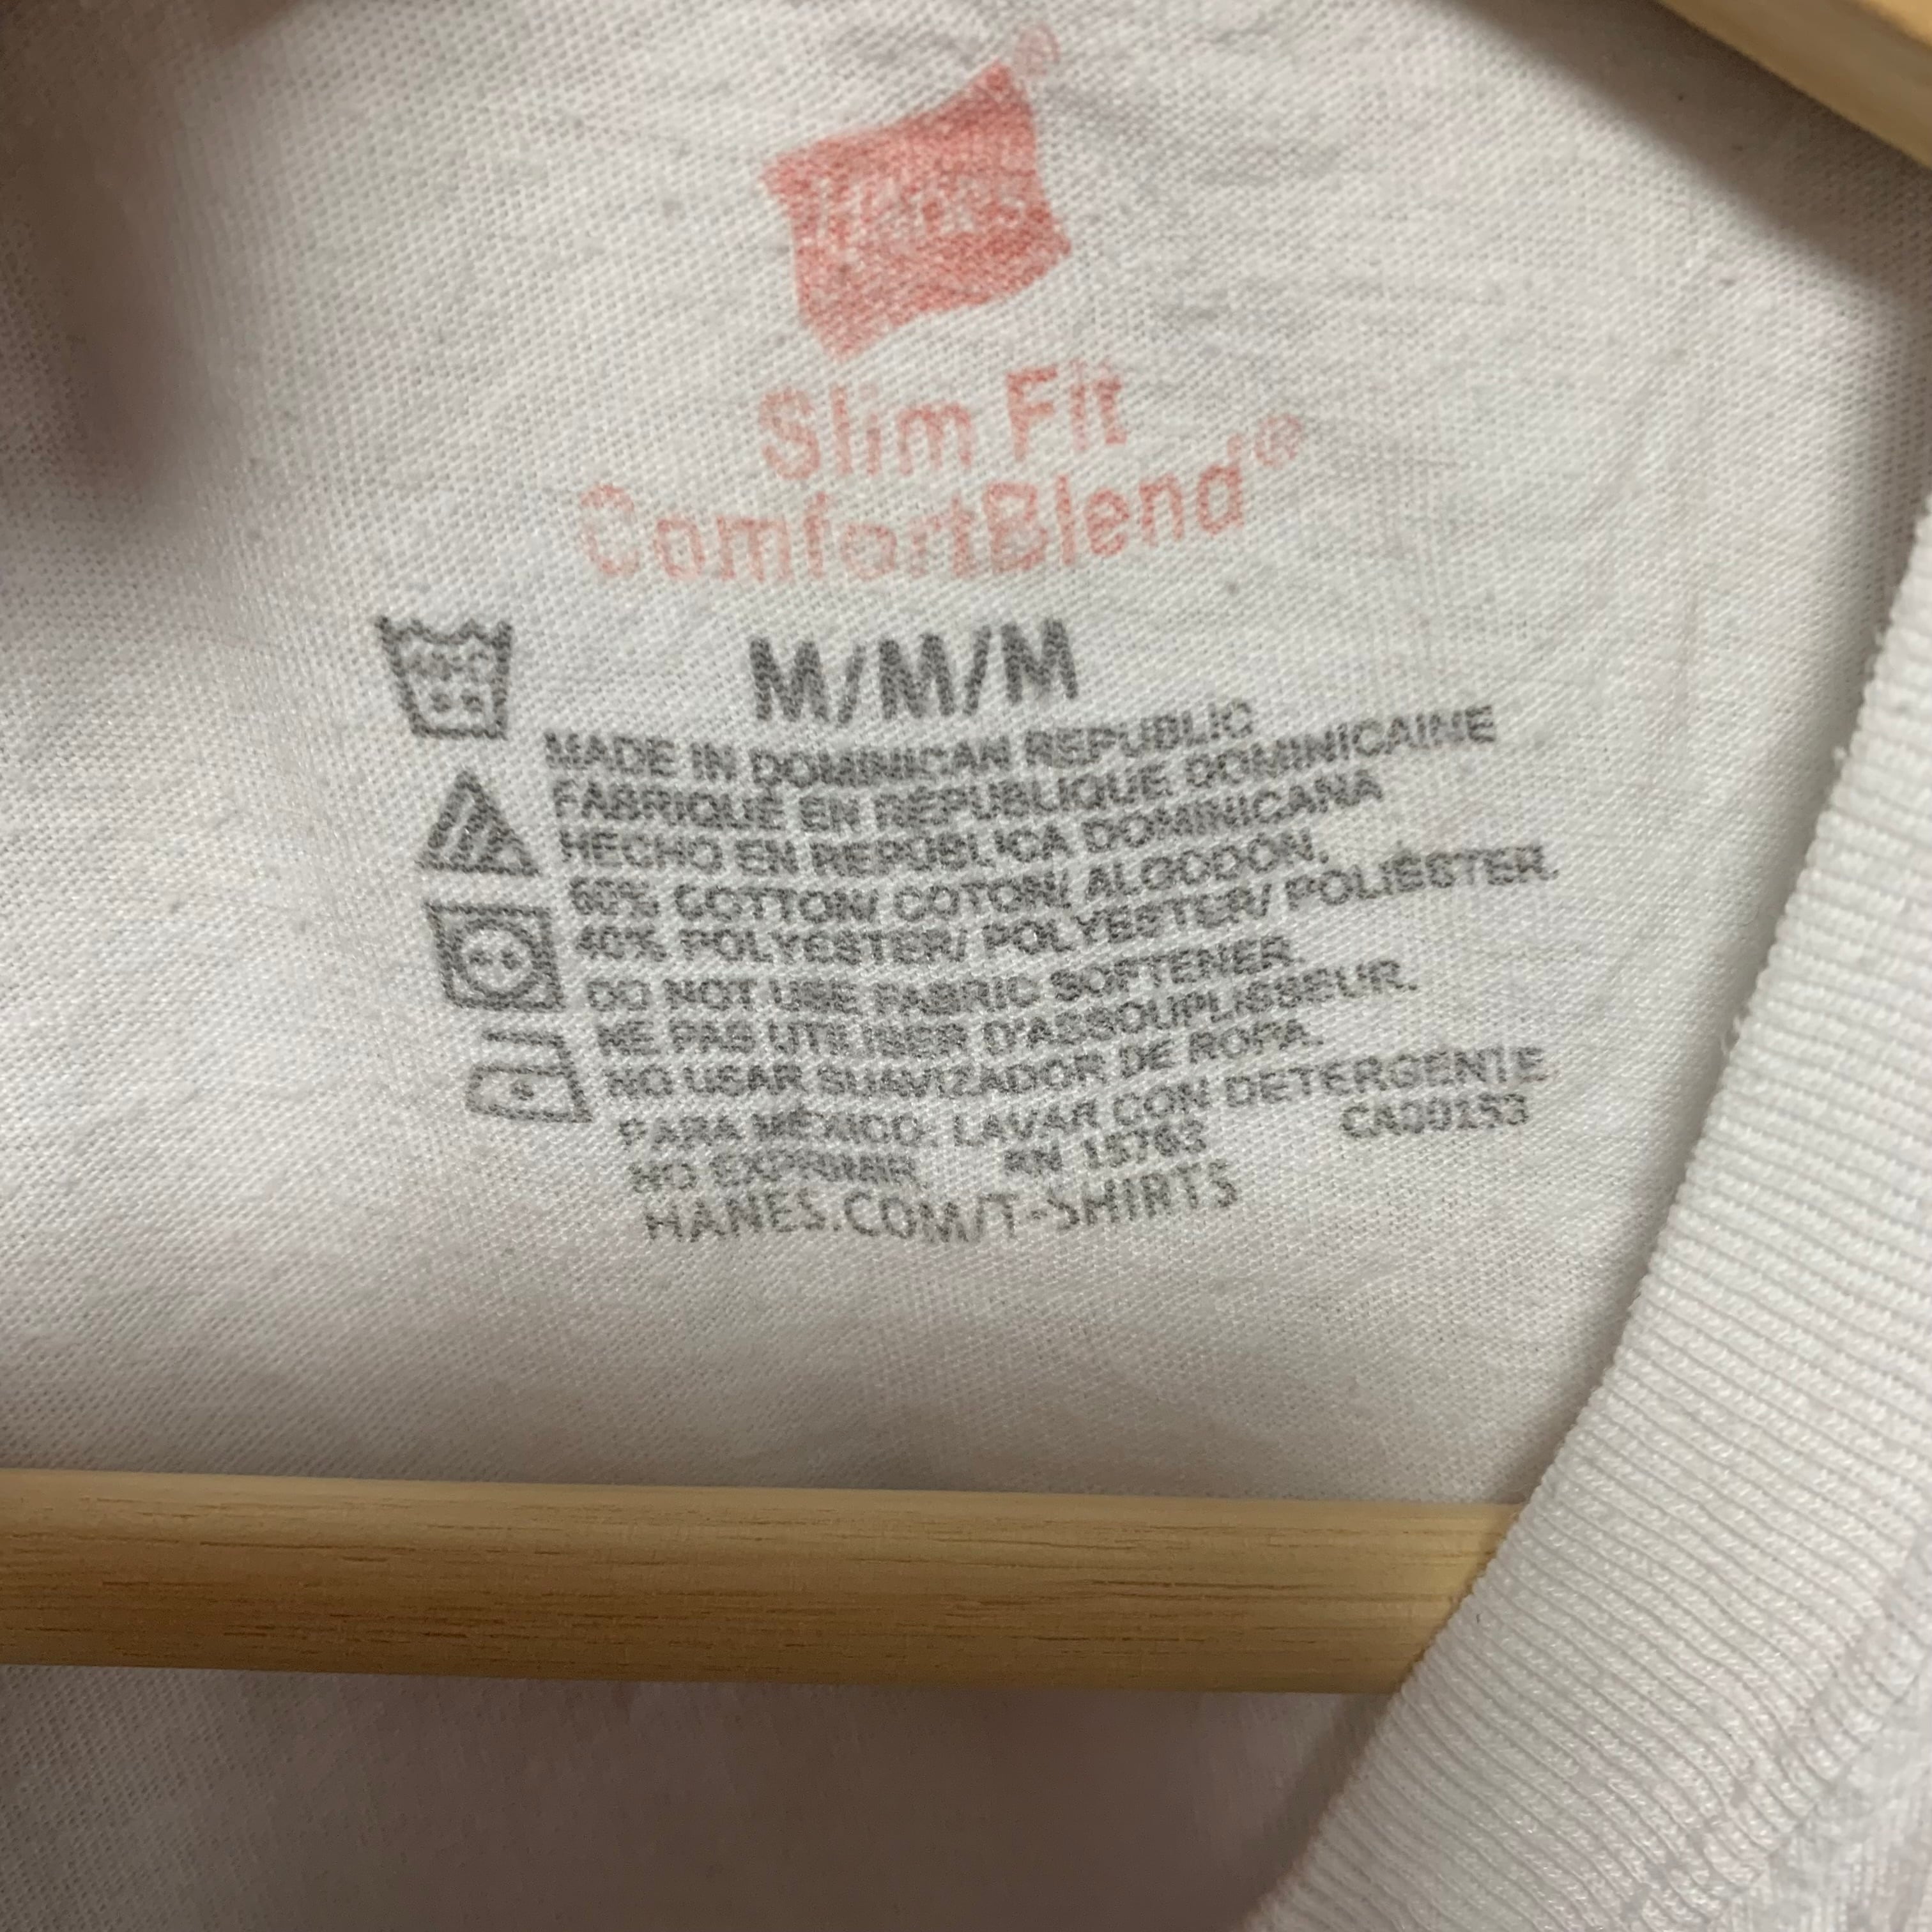 Hanes®
Slim Fit
ComfortBlend®
40°C
M/M/M
MADE IN DOMINICAN REPUBLIC
FABRIQUÉ EN RÉPUBLIQUE DOMINICAINE
HECHO EN REPÚBLICA DOMINICANA
60% COTTON/ COTON/ ALGODÓN.
40% POLYESTER/ POLYESTER/ POLIÉSTER.
DO NOT USE FABRIC SOFTENER.
NE PAS UTILISER D'ASSOUPLISSEUR.
NO USAR SUAVIZADOR DE ROPA.
PARA MÉXICO: LAVAR CON DETERGENTE
NO EXPRIMIR RN 15763 CA00153
HANES.COM/T-SHIRTS